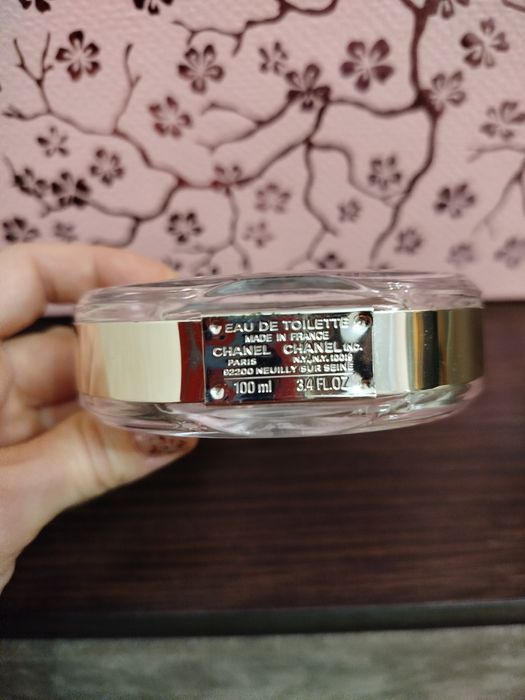 EAU DE TOILETTE
MADE IN FRANCE
CHANEL CHANEL INC.
PARIS N.Y., N.Y. 10019
92200 NEUILLY SUR SEINE
100 ml 3.4 FL.OZ